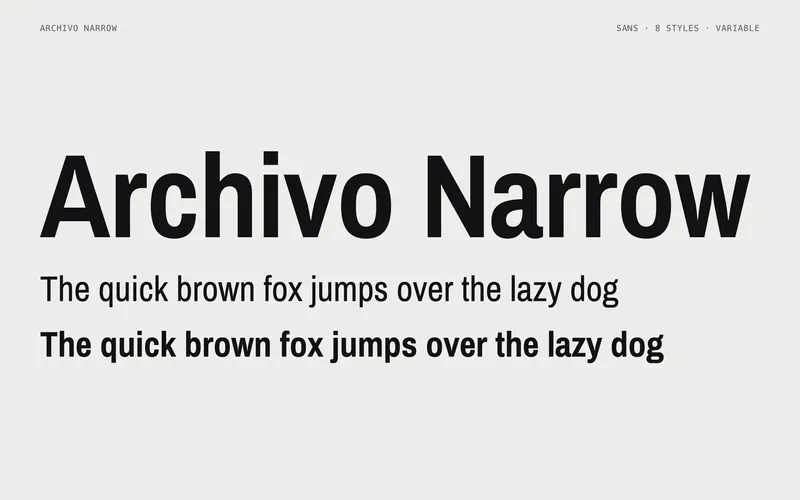 ARCHIVO NARROW
SANS · 8 STYLES · VARIABLE
Archivo Narrow
The quick brown fox jumps over the lazy dog
The quick brown fox jumps over the lazy dog